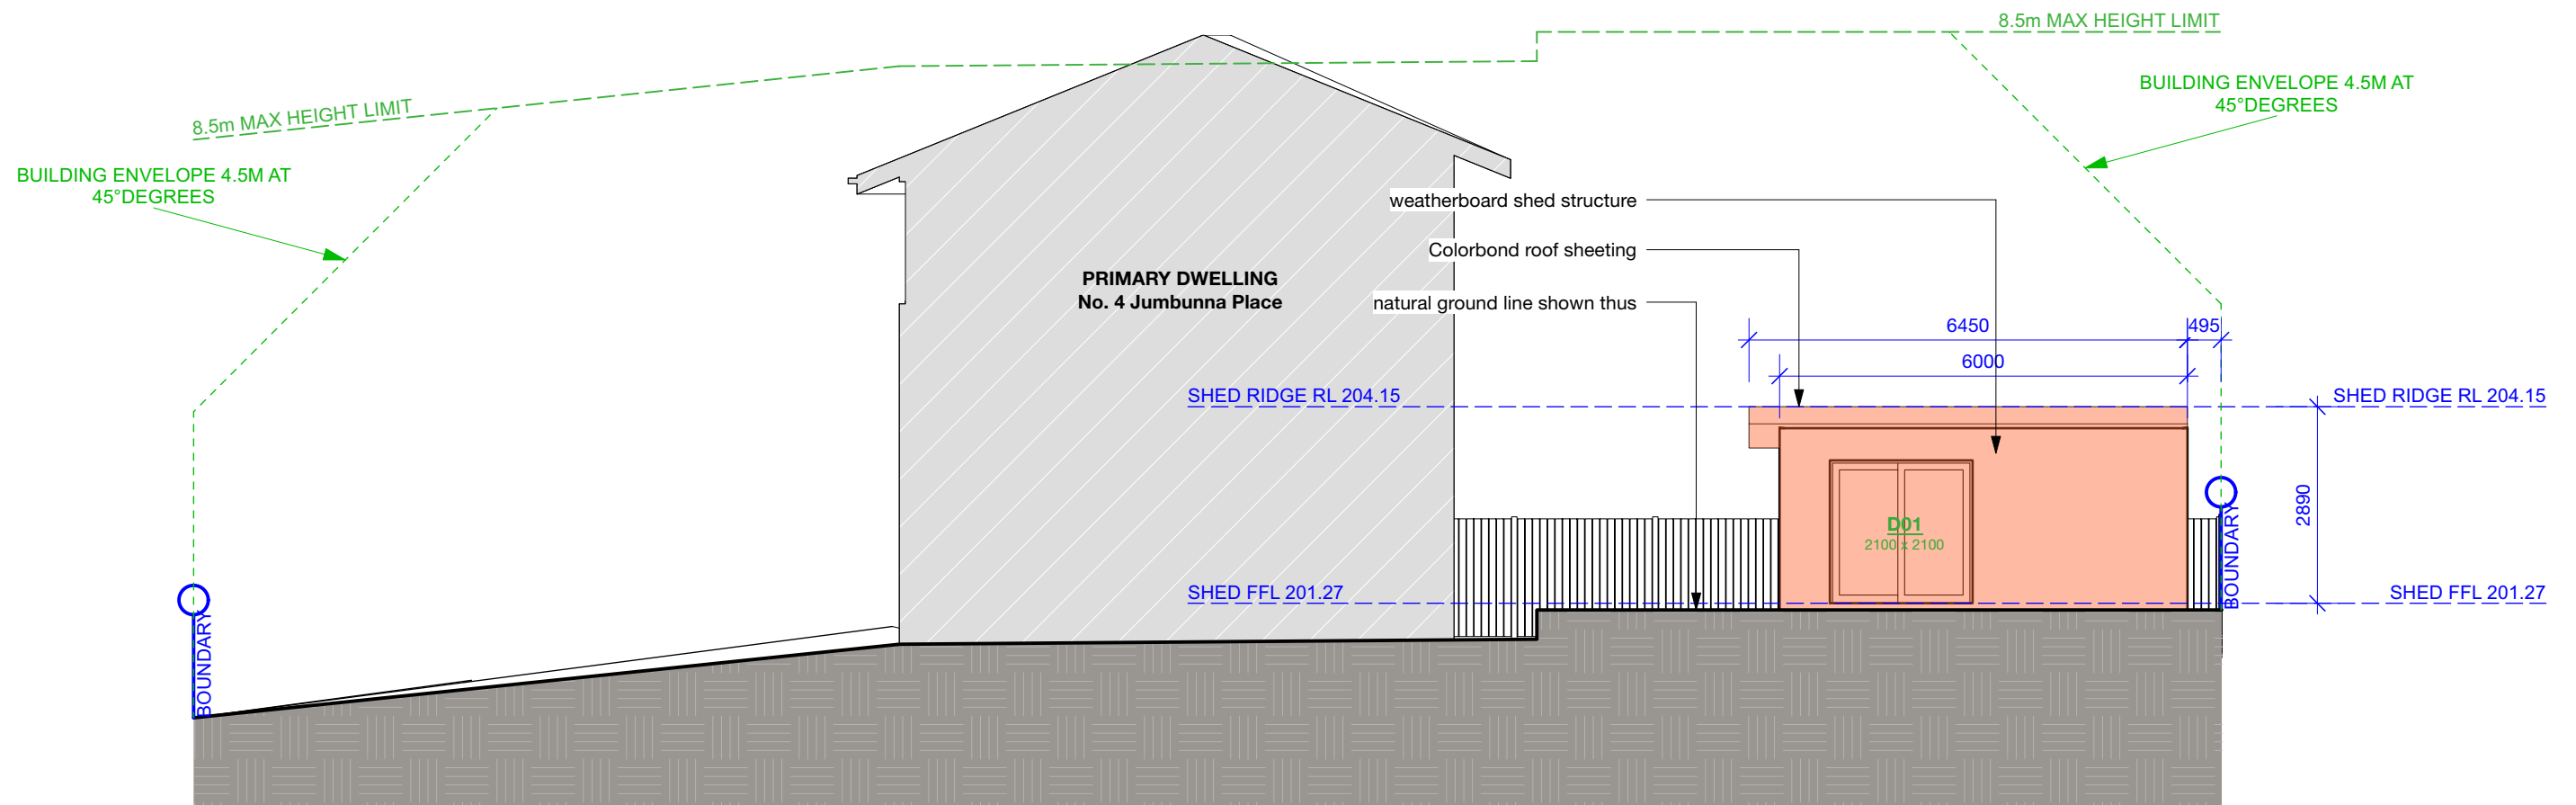 8.5m MAX HEIGHT LIMIT
8.5m MAX HEIGHT LIMIT
BUILDING ENVELOPE 4.5M AT
45°DEGREES
BUILDING ENVELOPE 4.5M AT
45°DEGREES
weatherboard shed structure
Colorbond roof sheeting
PRIMARY DWELLING
No. 4 Jumbunna Place
natural ground line shown thus
6450
495
6000
SHED RIDGE RL 204.15
SHED RIDGE RL 204.15
2890
D01
2100 x 2100
BOUNDARY
SHED FFL 201.27
SHED FFL 201.27
BOUNDARY